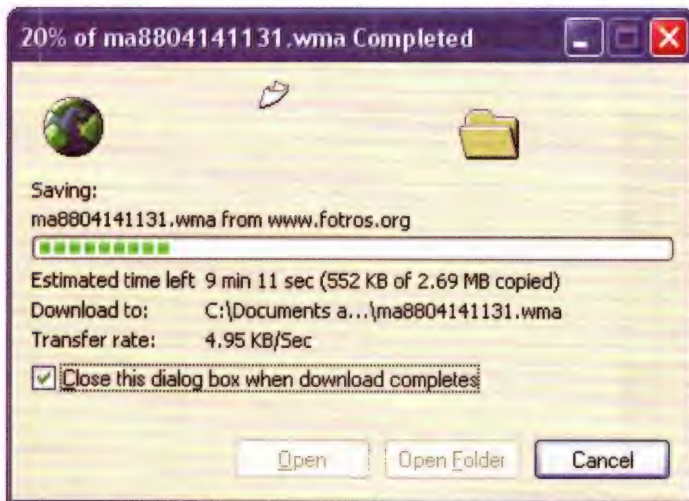 20% of ma8804141131.wma Completed
Saving:
ma8804141131.wma from www.fotros.org
Estimated time left 9 min 11 sec (552 KB of 2.69 MB copied)
Download to: C:\Documents a...\ma8804141131.wma
Transfer rate: 4.95 KB/Sec
Close this dialog box when download completes
Open Open Folder Cancel